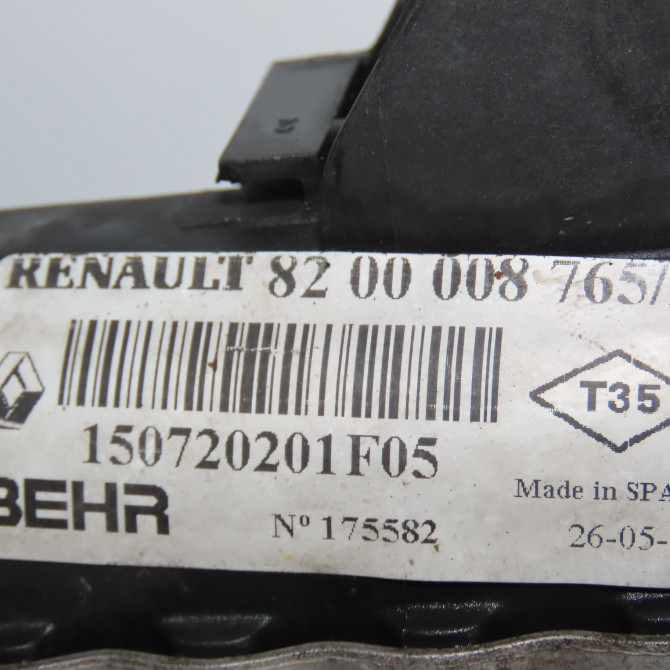 RENAULT 82 00 008 765/
T35
150720201F05
BEHR
Made in SPA
Nº 175582
26-05-